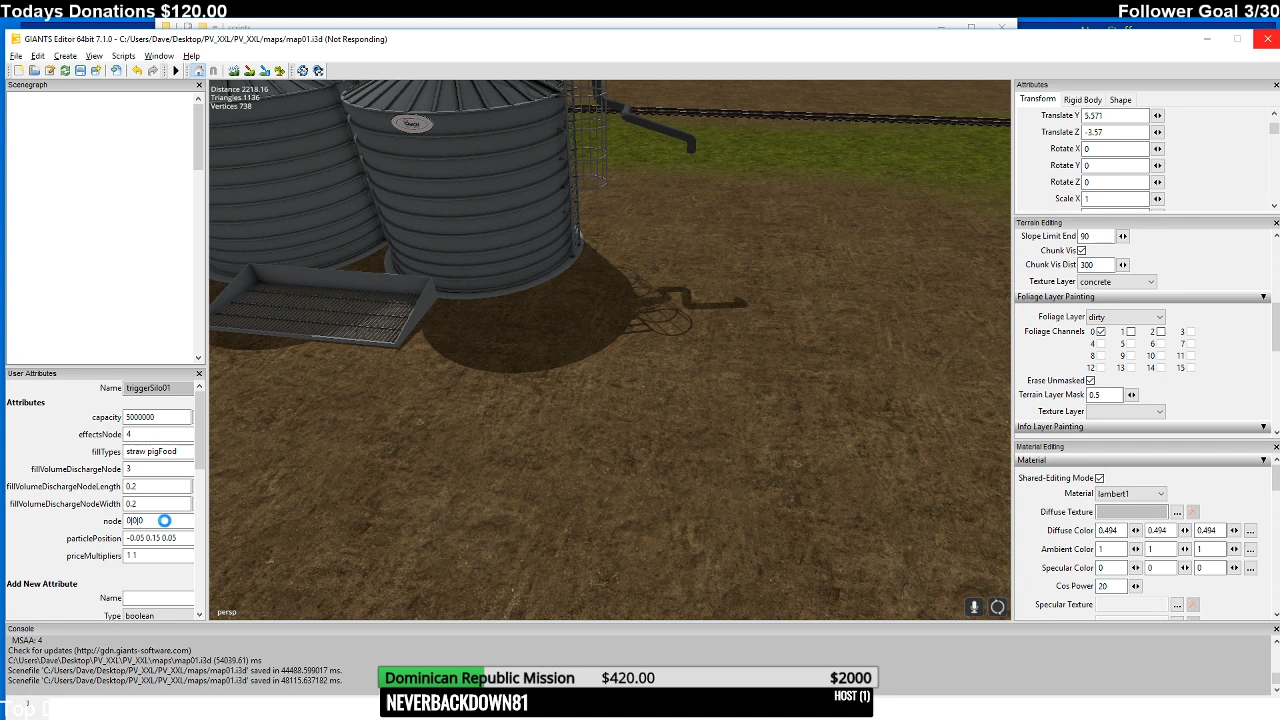 Todays Donations $120.00
Follower Goal 3/30
GIANTS Editor 64bit - 7.1.0 - C:/Users/Dave/Desktop/PV_XXL/PV_XXL/maps/map01.i3d (Not Responding)
File Edit Create View Scripts Window Help
Scenegraph
Distance 2218.16
Triangles 1136
Vertices 738
Attributes
Transform Rigid Body Shape
Translate Y 5.571
Translate Z -3.57
Rotate X 0
Rotate Y 0
Rotate Z 0
Scale X 1
Terrain Editing
Slope Limit End 90
Chunk Vis
Chunk Vis Dist 300
Texture Layer concrete
Foliage Layer Painting
Foliage Layer dirty
Foliage Channels 0 1 2 3
4 5 6 7
8 9 10 11
12 13 14 15
Erase Unmasked
Terrain Layer Mask 0.5
Texture Layer
Info Layer Painting
Material Editing
Material
Shared-Editing Mode
Material lambert1
Diffuse Texture ...
Diffuse Color 0.494 0.494 0.494 ...
Ambient Color 1 1 1 ...
Specular Color 0 0 0 ...
Cos Power 20
Specular Texture ...
User Attributes
Name triggerSilo01
Attributes
capacity 5000000
effectsNode 4
fillTypes straw pigFood
fillVolumeDischargeNode 3
fillVolumeDischargeNodeLength 0.2
fillVolumeDischargeNodeWidth 0.2
node 0|0|0
particlePosition -0.05 0.15 0.05
priceMultipliers 1 1
Add New Attribute
Name
Type boolean
persp
Console
MSAA: 4
Check for updates (http://gdn.giants-software.com)
C:\Users\Dave\Desktop\PV_XXL\PV_XXL\maps\map01.i3d (54039.61) ms
Scenefile 'C:/Users/Dave/Desktop/PV_XXL/PV_XXL/maps/map01.i3d' saved in 44488.599017 ms.
Scenefile 'C:/Users/Dave/Desktop/PV_XXL/PV_XXL/maps/map01.i3d' saved in 48115.637182 ms.
Dominican Republic Mission $420.00 $2000
NEVERBACKDOWN81 HOST (1)
Top D